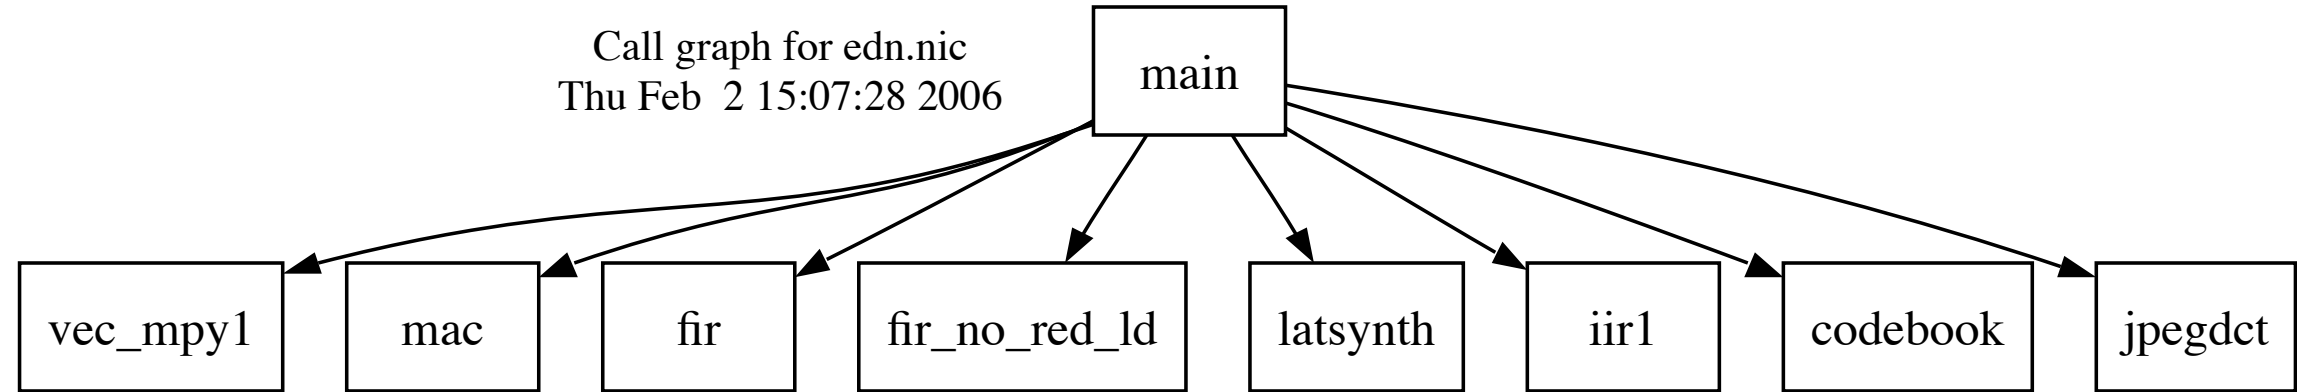 Call graph for edn.nic
Thu Feb  2 15:07:28 2006
main
vec_mpy1
mac
fir
fir_no_red_ld
latsynth
iir1
codebook
jpegdct